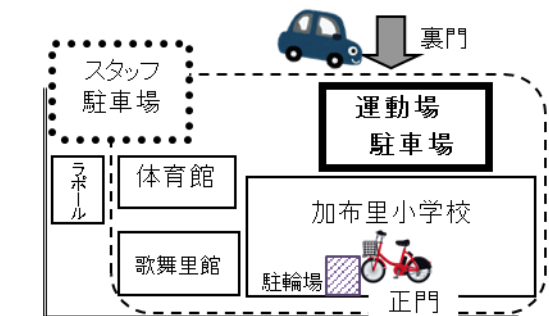 裏門
スタッフ
駐車場
運動場
駐車場
ラポール
体育館
加布里小学校
歌舞里館
駐輪場
正門